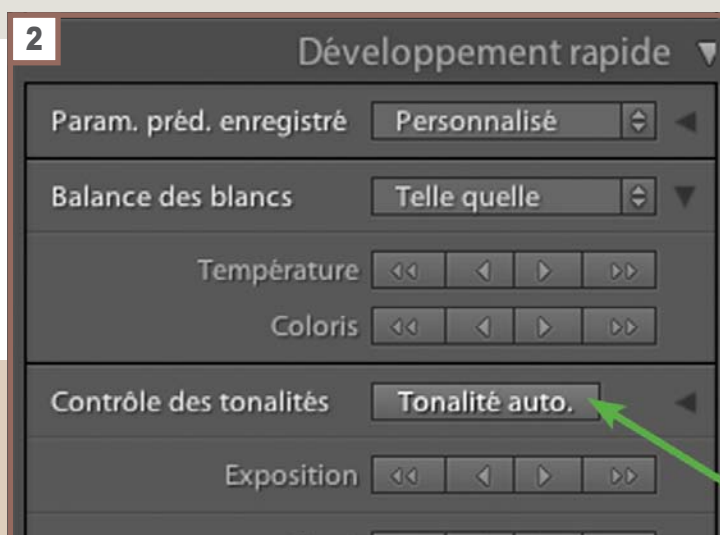 2
Développement rapide
Param. préd. enregistré Personnalisé
Balance des blancs Telle quelle
Température
Coloris
Contrôle des tonalités Tonalité auto.
Exposition